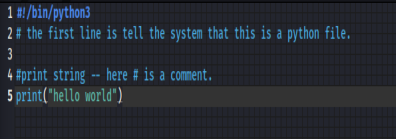 1 #!/bin/python3
2 # the first line is tell the system that this is a python file.
3
4 #print string -- here # is a comment.
5 print("hello world")